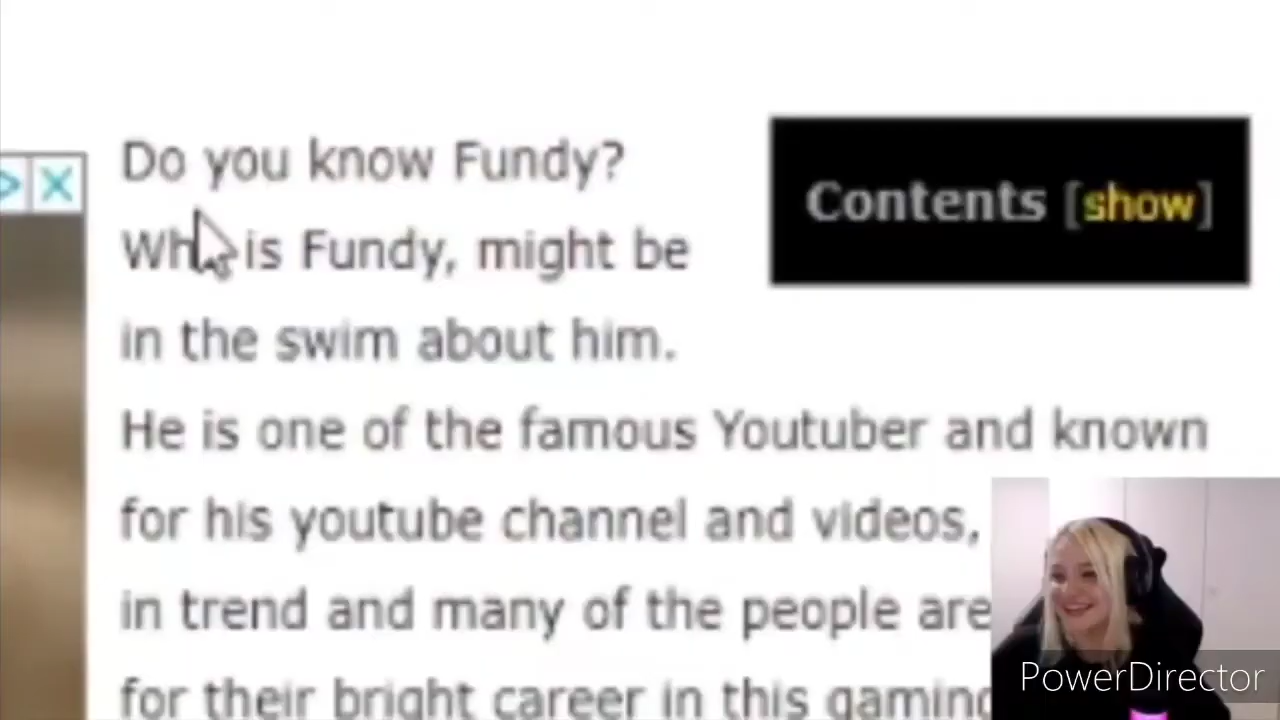 Do you know Fundy?
Contents [show]
Wh is Fundy, might be
in the swim about him.
He is one of the famous Youtuber and known
for his youtube channel and videos,
in trend and many of the people are
for their bright career in this gaming
PowerDirector